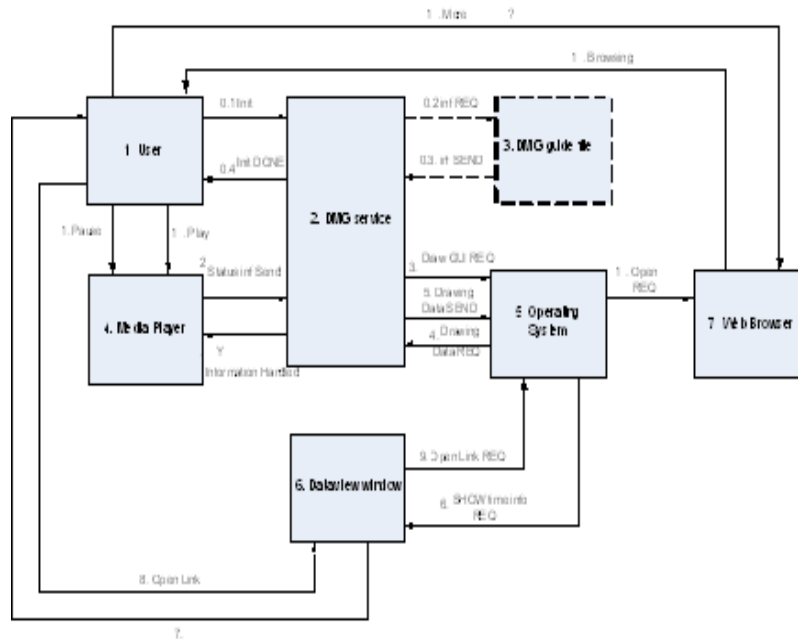 1 . More ?
1 . Browsing
0.1 Init
0.2 inf REQ
1. User
3. DMG guide file
0.4 Init DONE
0.3. inf SEND
2. DMG service
1. Pause
1 . Play
2
Status inf Send
3. Draw GUI REQ
1 . Open
REQ
5. Drawing
Data SEND
5 Operating
System
4. Media Player
7 Web Browser
4. Drawing
Data REQ
Y
Information Handled
9. Open Link REQ
6. Dataview window
6. SHOW time info
REQ
8. Open Link
7.